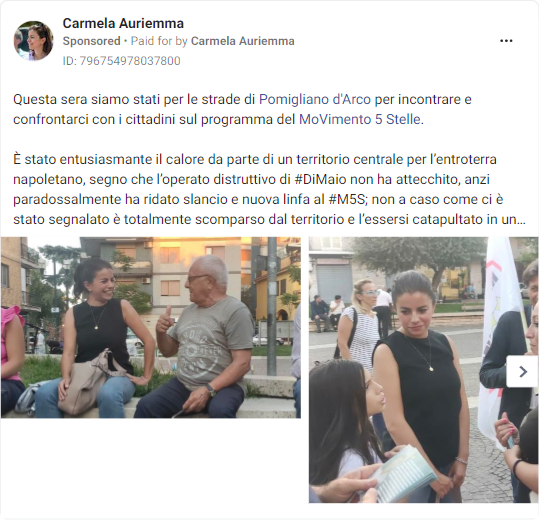 Carmela Auriemma
Sponsored • Paid for by Carmela Auriemma
ID: 796754978037800
Questa sera siamo stati per le strade di Pomigliano d'Arco per incontrare e
confrontarci con i cittadini sul programma del MoVimento 5 Stelle.
È stato entusiasmante il calore da parte di un territorio centrale per l’entroterra
napoletano, segno che l’operato distruttivo di #DiMaio non ha attecchito, anzi
paradossalmente ha ridato slancio e nuova linfa al #M5S; non a caso come ci è
stato segnalato è totalmente scomparso dal territorio e l’essersi catapultato in un...